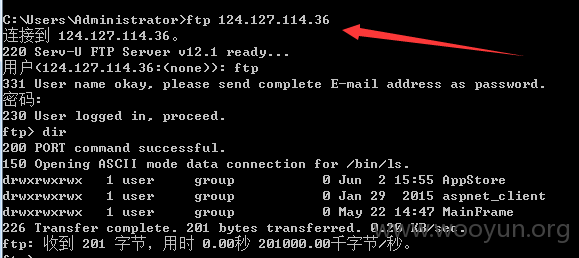 C:\Users\Administrator>ftp 124.127.114.36
连接到 124.127.114.36。
220 Serv-U FTP Server v12.1 ready...
用户(124.127.114.36:(none)): ftp
331 User name okay, please send complete E-mail address as password.
密码:
230 User logged in, proceed.
ftp> dir
200 PORT command successful.
150 Opening ASCII mode data connection for /bin/ls.
drwxrwxrwx   1 user     group           0 Jun  2 15:55 AppStore
drwxrwxrwx   1 user     group           0 Jan 29  2015 aspnet_client
drwxrwxrwx   1 user     group           0 May 22 14:47 MainFrame
226 Transfer complete. 201 bytes transferred. 0.20 KB/sec.
ftp: 收到 201 字节，用时 0.00秒 201000.00千字节/秒。
www.wooyun.org